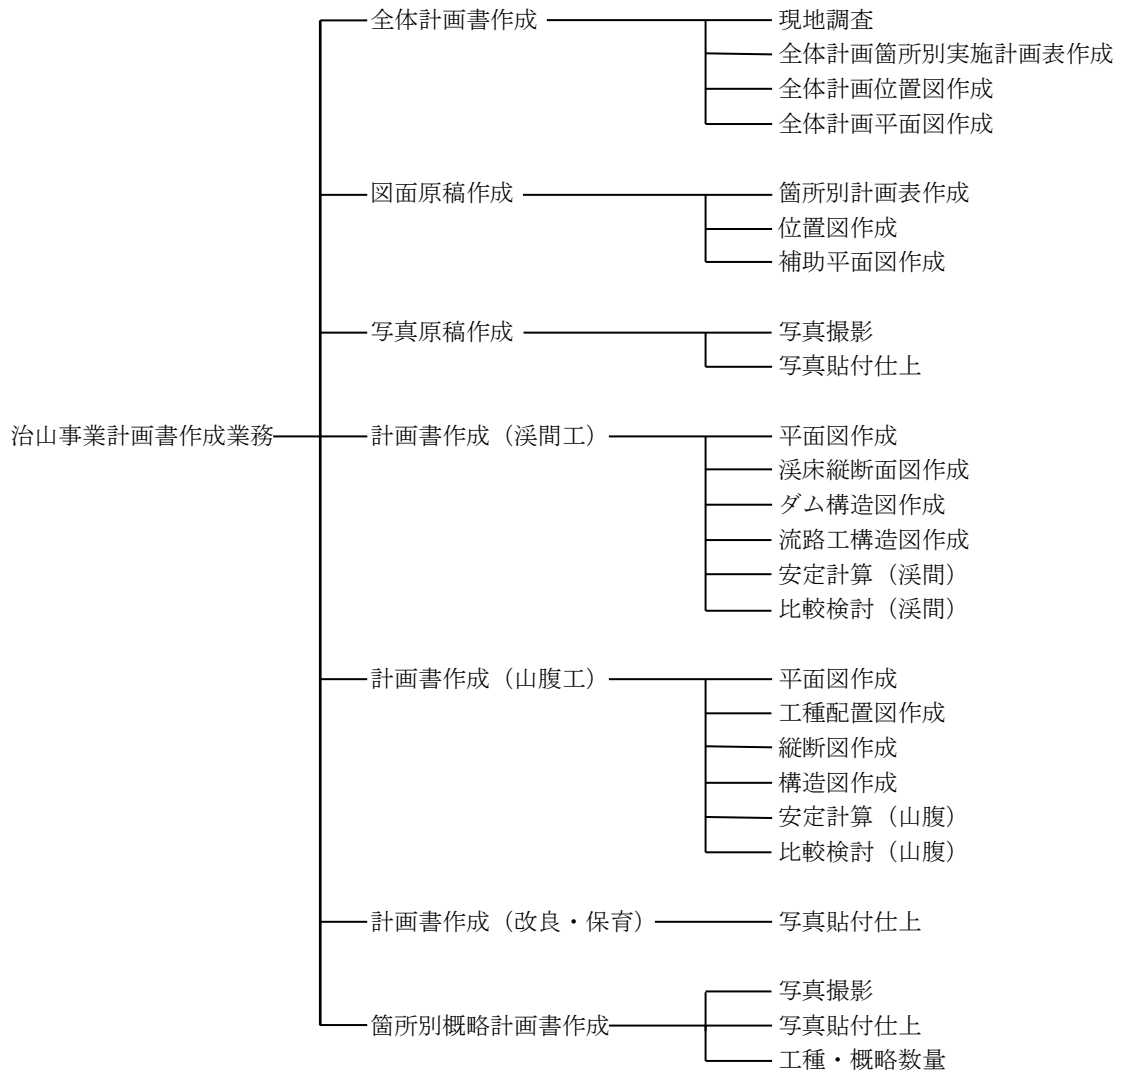 全体計画書作成
現地調査
全体計画箇所別実施計画表作成
全体計画位置図作成
全体計画平面図作成
図面原稿作成
箇所別計画表作成
位置図作成
補助平面図作成
写真原稿作成
写真撮影
写真貼付仕上
治山事業計画書作成業務
計画書作成（渓間工）
平面図作成
渓床縦断面図作成
ダム構造図作成
流路工構造図作成
安定計算（渓間）
比較検討（渓間）
計画書作成（山腹工）
平面図作成
工種配置図作成
縦断図作成
構造図作成
安定計算（山腹）
比較検討（山腹）
計画書作成（改良・保育）
写真貼付仕上
写真撮影
箇所別概略計画書作成
写真貼付仕上
工種・概略数量